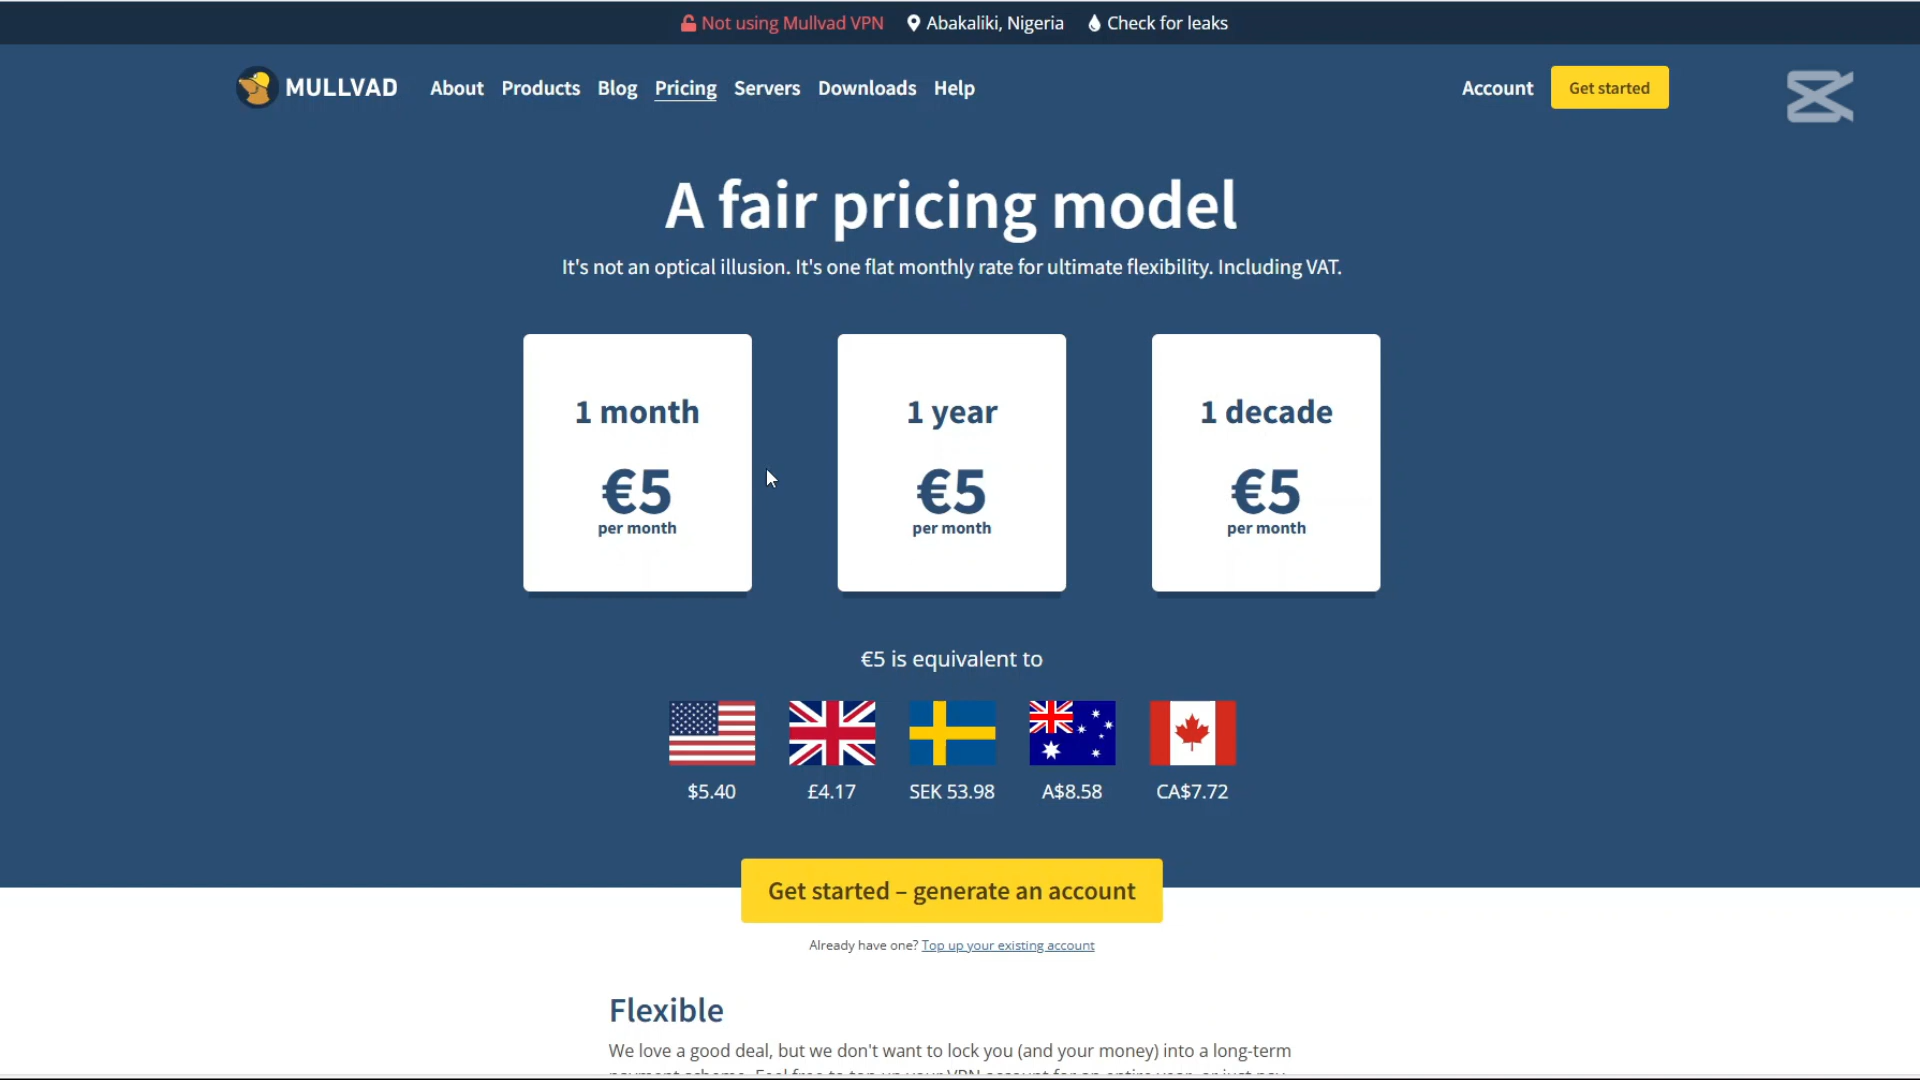 Not using Mullvad VPN Abakaliki, Nigeria Check for leaks
MULLVAD About Products Blog Pricing Servers Downloads Help Account Get started
A fair pricing model
It's not an optical illusion. It's one flat monthly rate for ultimate flexibility. Including VAT.
1 month 1 year 1 decade
€5 €5 €5
per month per month per month
€5 is equivalent to
$5.40 £4.17 SEK 53.98 A$8.58 CA$7.72
Get started – generate an account
Already have one? Top up your existing account
Flexible
We love a good deal, but we don't want to lock you (and your money) into a long-term